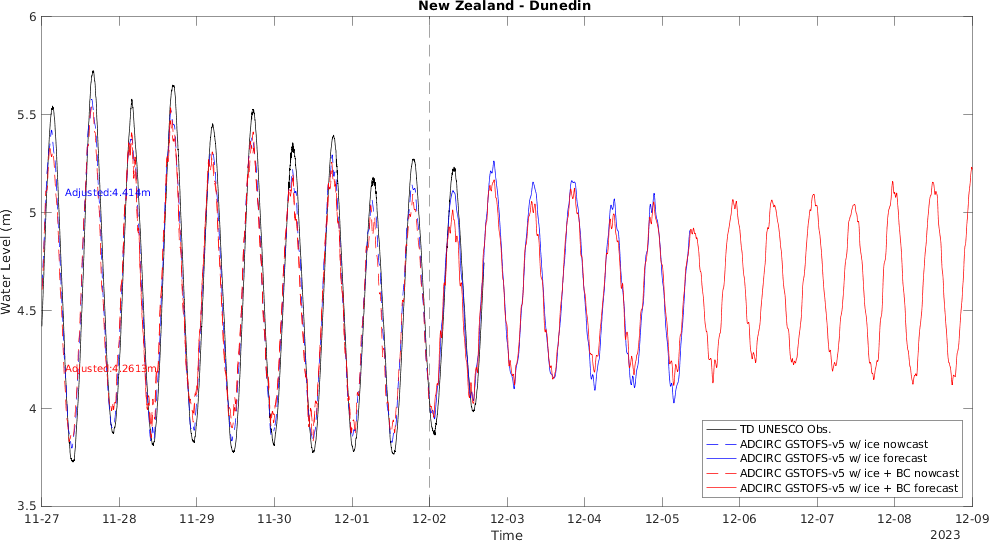 New Zealand - Dunedin
6
5.5
5
4.5
4
3.5
Water Level (m)
Adjusted:4.414m
Adjusted:4.2613m
TD UNESCO Obs.
ADCIRC GSTOFS-v5 w/ ice nowcast
ADCIRC GSTOFS-v5 w/ ice forecast
ADCIRC GSTOFS-v5 w/ ice + BC nowcast
ADCIRC GSTOFS-v5 w/ ice + BC forecast
11-27 11-28 11-29 11-30 12-01 12-02 12-03 12-04 12-05 12-06 12-07 12-08 12-09
Time
2023